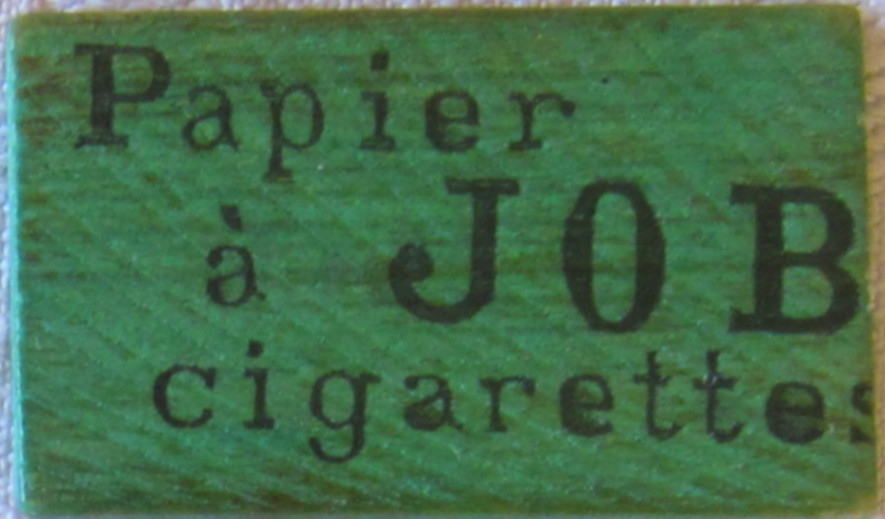 Papier
à JOB
cigarettes